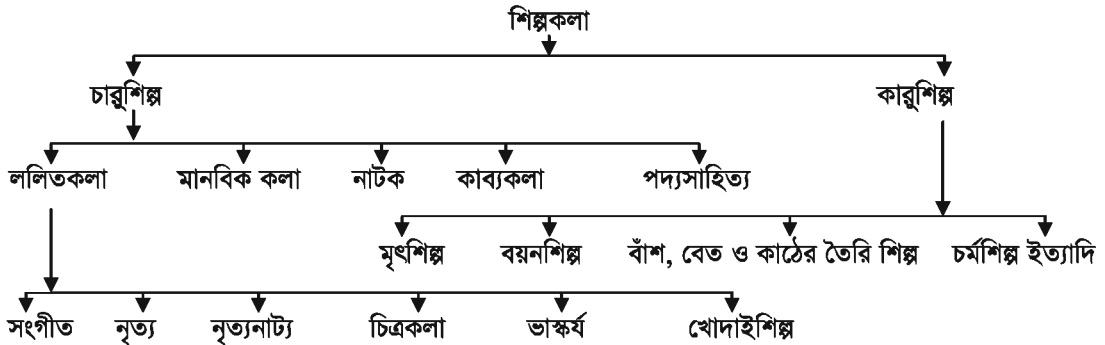 শিল্পকলা
চারুশিল্প কারুশিল্প
ললিতকলা মানবিক কলা নাটক কাব্যকলা পদ্যসাহিত্য
মৃৎশিল্প বয়নশিল্প বাঁশ, বেত ও কাঠের তৈরি শিল্প চর্মশিল্প ইত্যাদি
সংগীত নৃত্য নৃত্যনাট্য চিত্রকলা ভাস্কর্য খোদাইশিল্প